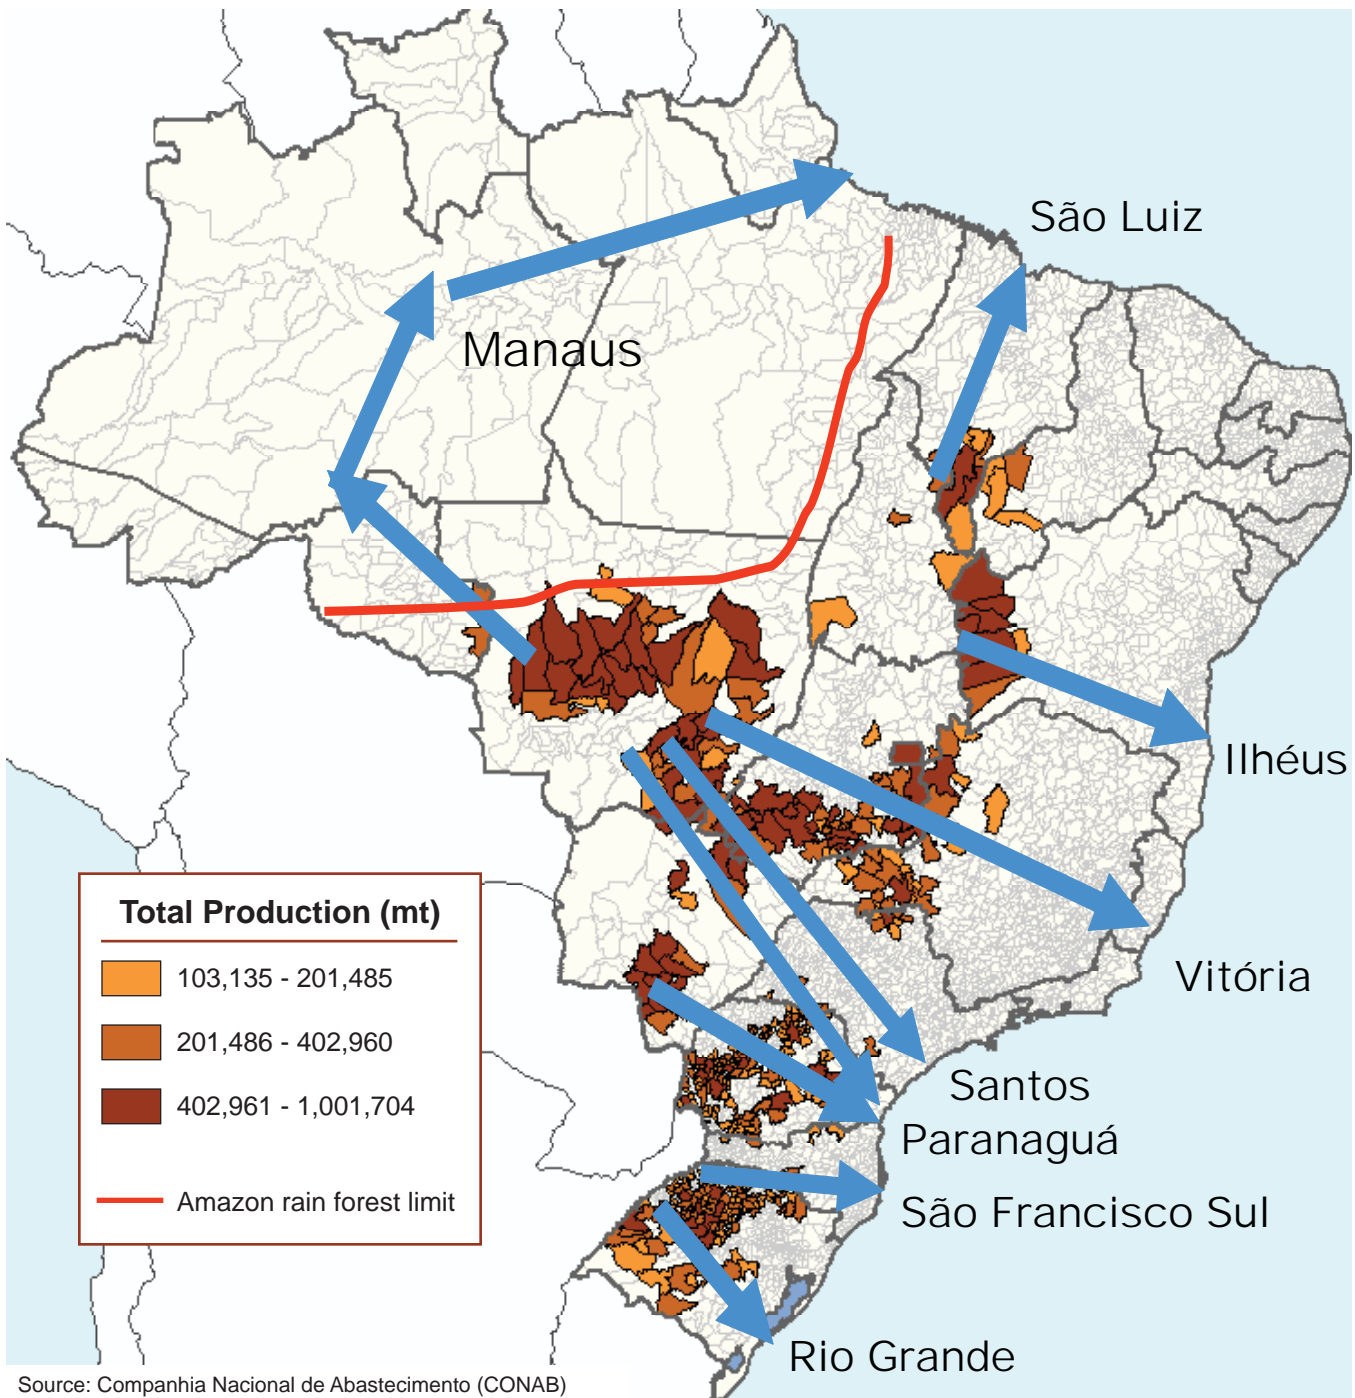 São Luiz
Manaus
Ilhéus
Vitória
Santos
Paranaguá
São Francisco Sul
Rio Grande
Total Production (mt)
103,135 - 201,485
201,486 - 402,960
402,961 - 1,001,704
Amazon rain forest limit
Source: Companhia Nacional de Abastecimento (CONAB)